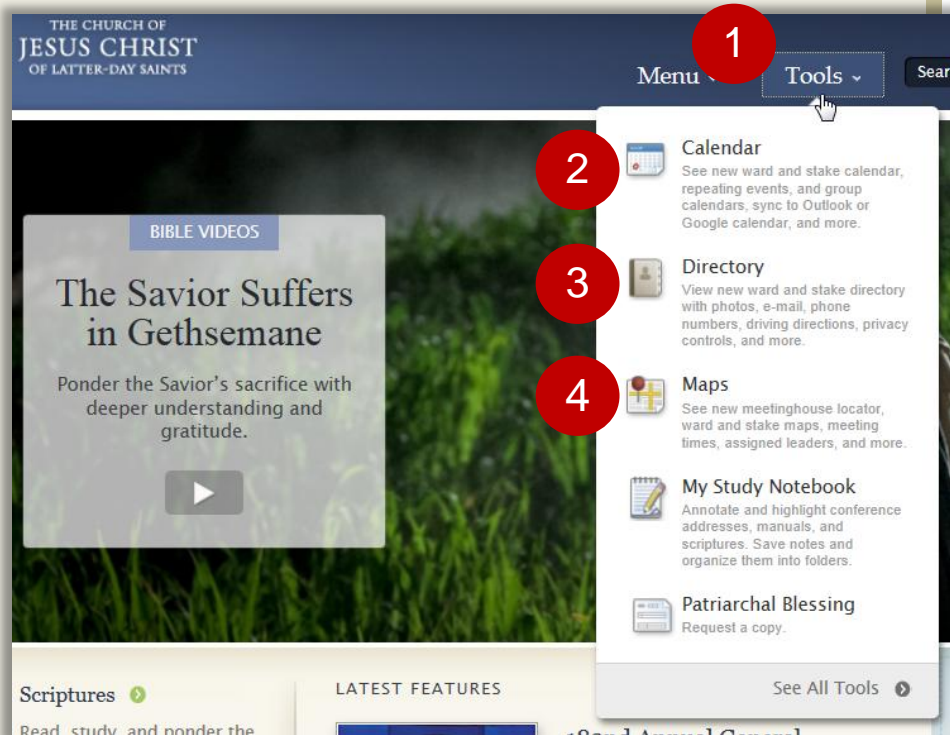 THE CHURCH OF
JESUS CHRIST
OF LATTER-DAY SAINTS
1
Menu
Tools
Sear
2
Calendar
See new ward and stake calendar,
repeating events, and group
calendars, sync to Outlook or
Google calendar, and more.
3
Directory
View new ward and stake directory
with photos, e-mail, phone
numbers, driving directions, privacy
controls, and more.
4
Maps
See new meetinghouse locator,
ward and stake maps, meeting
times, assigned leaders, and more.
My Study Notebook
Annotate and highlight conference
addresses, manuals, and
scriptures. Save notes and
organize them into folders.
Patriarchal Blessing
Request a copy.
See All Tools
BIBLE VIDEOS
The Savior Suffers
in Gethsemane
Ponder the Savior's sacrifice with
deeper understanding and
gratitude.
Scriptures
Read, study, and ponder the
LATEST FEATURES
182nd Annual General